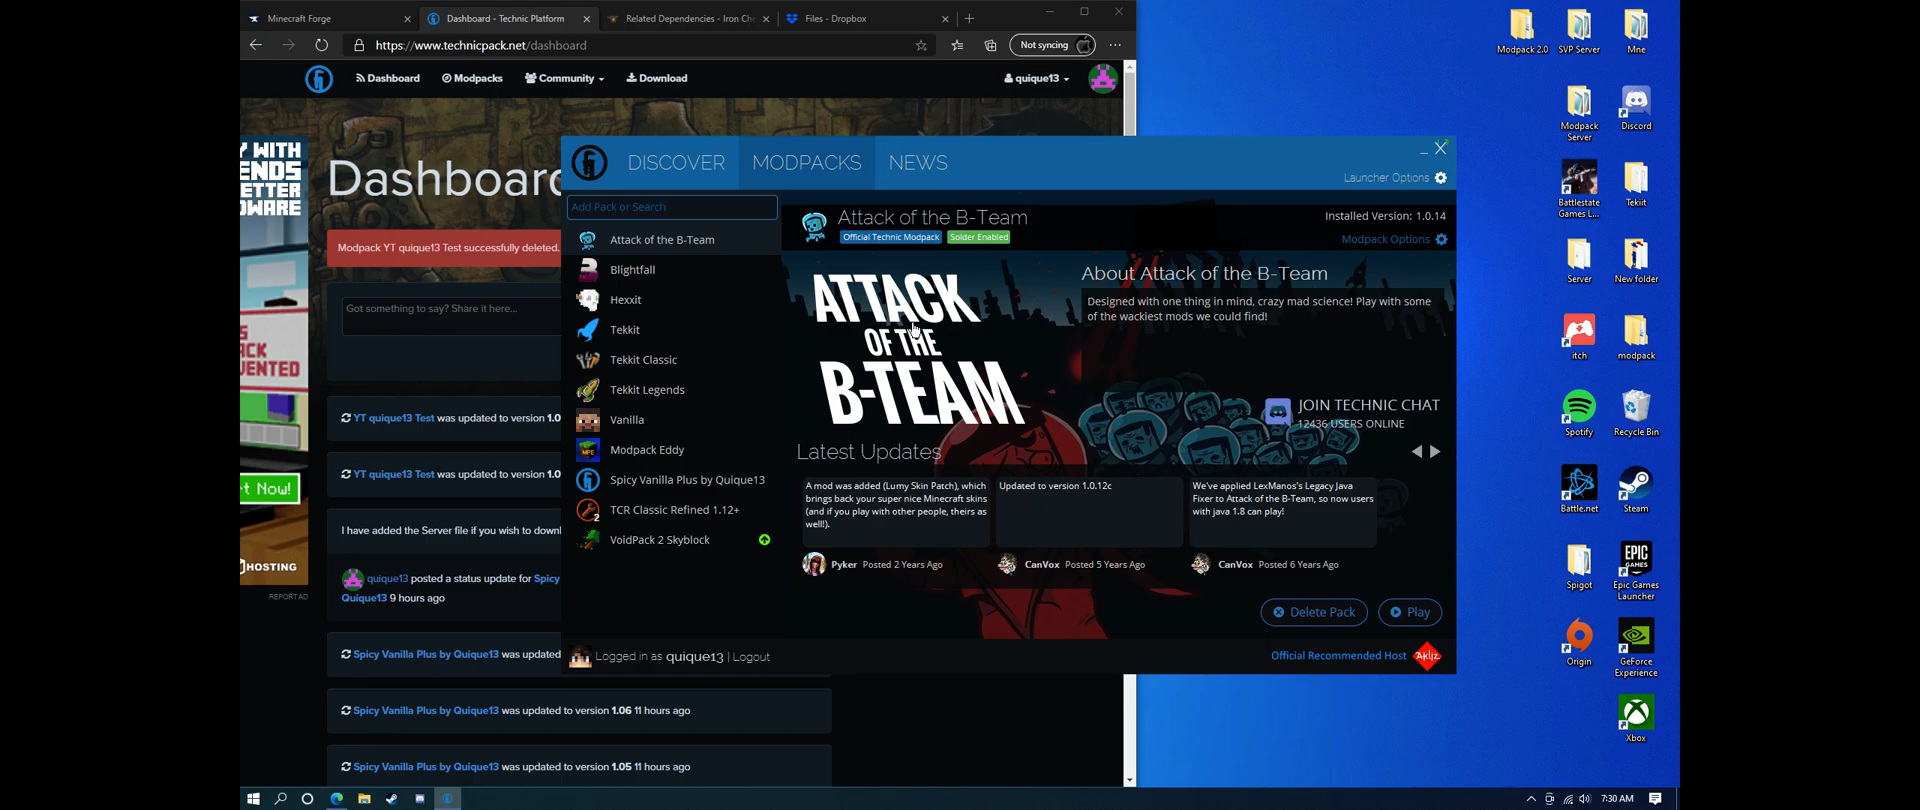 Minecraft Forge
Dashboard - Technic Platform
Related Dependencies - Iron Ch
Files - Dropbox
https://www.technicpack.net/dashboard
Not syncing
Dashboard
Modpacks
Community
Download
quique13
Y WITH
ENDS
ETTER
WARE
Dashboard
Modpack YT quique13 Test successfully deleted.
Got something to say? Share it here...
YT quique13 Test was updated to version 1.0
YT quique13 Test was updated to version 1.0
I have added the Server file if you wish to downl
quique13 posted a status update for Spicy
Quique13 9 hours ago
Spicy Vanilla Plus by Quique13 was updated
Spicy Vanilla Plus by Quique13 was updated to version 1.06 11 hours ago
Spicy Vanilla Plus by Quique13 was updated to version 1.05 11 hours ago
IS
CK
ENTED
t Now!
HOSTING
REPORT AD
DISCOVER
MODPACKS
NEWS
Launcher Options
Add Pack or Search
Attack of the B-Team
Blightfall
Hexxit
Tekkit
Tekkit Classic
Tekkit Legends
Vanilla
MPE
Modpack Eddy
Spicy Vanilla Plus by Quique13
2
TCR Classic Refined 1.12+
VoidPack 2 Skyblock
Logged in as quique13 | Logout
Attack of the B-Team
Official Technic Modpack
Solder Enabled
Installed Version: 1.0.14
Modpack Options
ATTACK
OF THE
B-TEAM
About Attack of the B-Team
Designed with one thing in mind, crazy mad science! Play with some
of the wackiest mods we could find!
JOIN TECHNIC CHAT
12436 USERS ONLINE
Latest Updates
A mod was added (Lumy Skin Patch), which
brings back your super nice Minecraft skins
(and if you play with other people, theirs as
well!).
Pyker Posted 2 Years Ago
Updated to version 1.0.12c
CanVox Posted 5 Years Ago
We've applied LexManos's Legacy Java
Fixer to Attack of the B-Team, so now users
with java 1.8 can play!
CanVox Posted 6 Years Ago
Delete Pack
Play
Official Recommended Host
Akliz
Modpack 2.0
SVP Server
Mne
Modpack
Server
Discord
Battlestate
Games L...
Tekiit
Server
New folder
itch
modpack
Spotify
Recycle Bin
Battle.net
Steam
Spigot
EPIC
GAMES
Epic Games
Launcher
Origin
GeForce
Experience
Xbox
7:30 AM